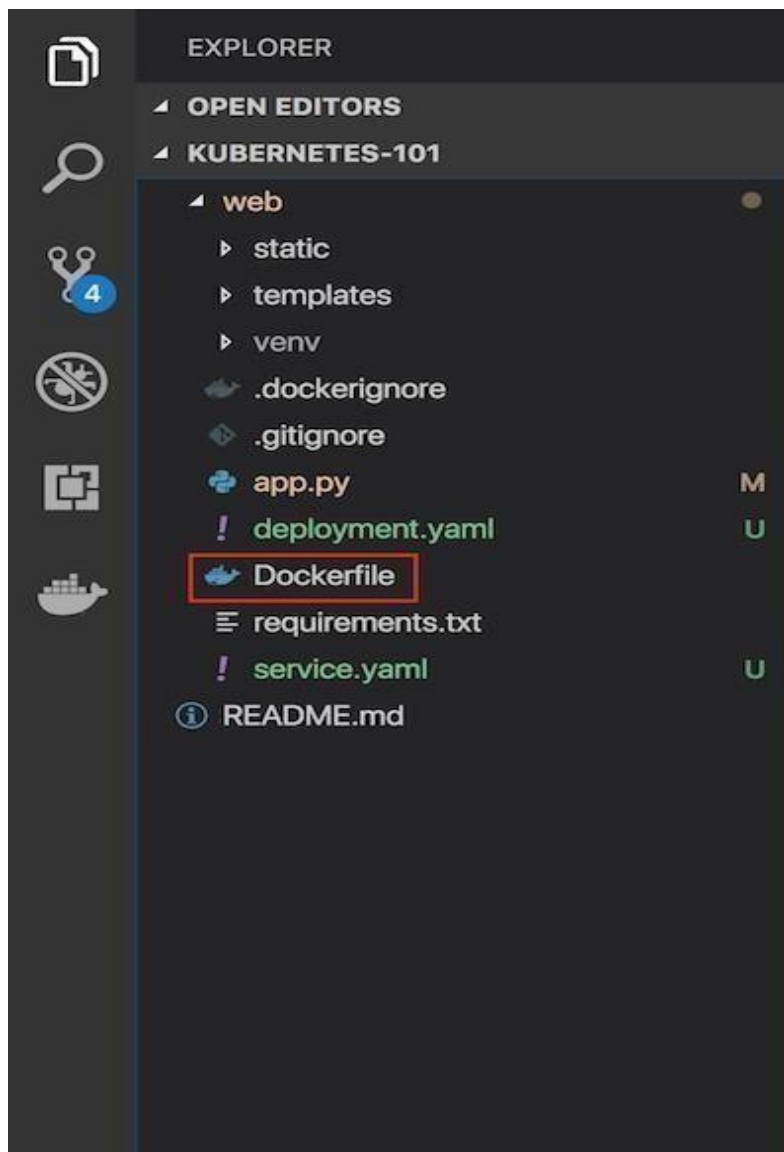 EXPLORER
OPEN EDITORS
KUBERNETES-101
web
static
templates
4
venv
.dockerignore
.gitignore
app.py M
deployment.yaml U
Dockerfile
requirements.txt
service.yaml U
README.md